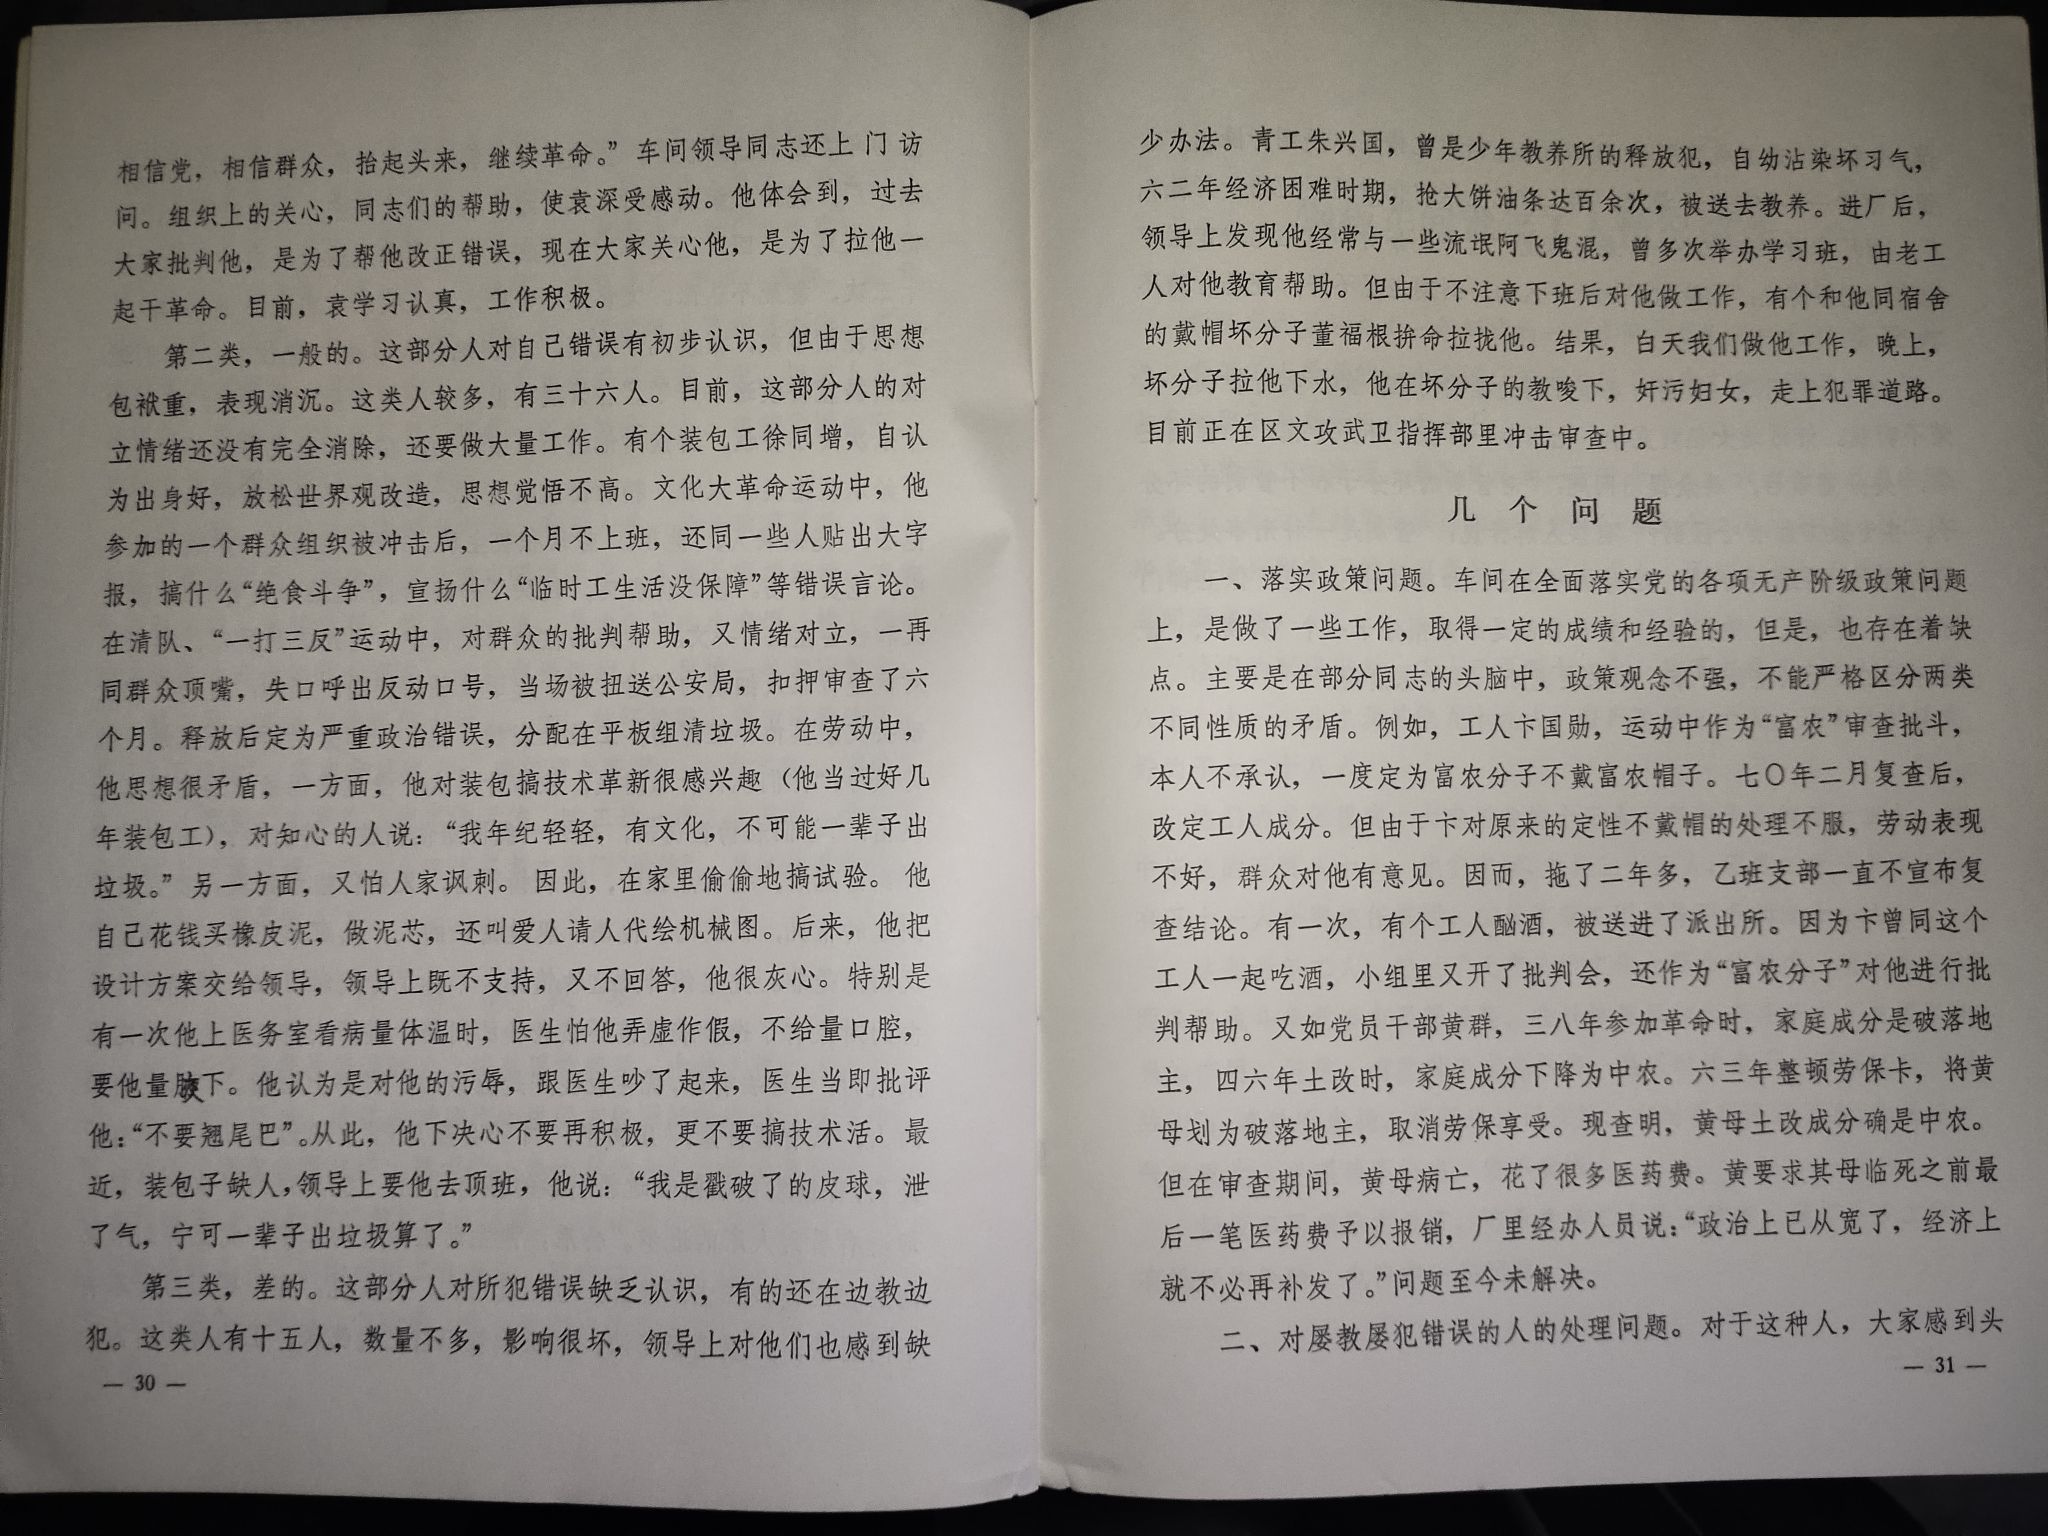 相信党，相信群众，抬起头来，继续革命。”车间领导同志还上门访
问。组织上的关心，同志们的帮助，使袁深受感动。他体会到，过去
大家批判他，是为了帮他改正错误，现在大家关心他，是为了拉他一
起干革命。目前，袁学习认真，工作积极。
第二类，一般的。这部分人对自己错误有初步认识，但由于思想
包袱重，表现消沉。这类人较多，有三十六人。目前，这部分人的对
立情绪还没有完全消除，还要做大量工作。有个装包工徐同增，自认
为出身好，放松世界观改造，思想觉悟不高。文化大革命运动中，他
参加的一个群众组织被冲击后，一个月不上班，还同一些人贴出大字
报，搞什么“绝食斗争”，宣扬什么“临时工生活没保障”等错误言论。
在清队、“一打三反”运动中，对群众的批判帮助，又情绪对立，一再
同群众顶嘴，失口呼出反动口号，当场被扭送公安局，扣押审查了六
个月。释放后定为严重政治错误，分配在平板组清垃圾。在劳动中，
他思想很矛盾，一方面，他对装包搞技术革新很感兴趣（他当过好几
年装包工），对知心的人说：“我年纪轻轻，有文化，不可能一辈子出
垃圾。”另一方面，又怕人家讽刺。因此，在家里偷偷地搞试验。他
自己花钱买橡皮泥，做泥芯，还叫爱人请人代绘机械图。后来，他把
设计方案交给领导，领导上既不支持，又不回答，他很灰心。特别是
有一次他上医务室看病量体温时，医生怕他弄虚作假，不给量口腔，
要他量腋下。他认为是对他的污辱，跟医生吵了起来，医生当即批评
他：“不要翘尾巴”。从此，他下决心不要再积极，更不要搞技术活。最
近，装包子缺人，领导上要他去顶班，他说：“我是戳破了的皮球，泄
了气，宁可一辈子出垃圾算了。”
第三类，差的。这部分人对所犯错误缺乏认识，有的还在边教边
犯。这类人有十五人，数量不多，影响很坏，领导上对他们也感到缺
— 30 —
少办法。青工朱兴国，曾是少年教养所的释放犯，自幼沾染坏习气，
六二年经济困难时期，抢大饼油条达百余次，被送去教养。进厂后，
领导上发现他经常与一些流氓阿飞鬼混，曾多次举办学习班，由老工
人对他教育帮助。但由于不注意下班后对他做工作，有个和他同宿舍
的戴帽坏分子董福根拚命拉拢他。结果，白天我们做他工作，晚上，
坏分子拉他下水，他在坏分子的教唆下，奸污妇女，走上犯罪道路。
目前正在区文攻武卫指挥部里冲击审查中。
几个问题
一、落实政策问题。车间在全面落实党的各项无产阶级政策问题
上，是做了一些工作，取得一定的成绩和经验的，但是，也存在着缺
点。主要是在部分同志的头脑中，政策观念不强，不能严格区分两类
不同性质的矛盾。例如，工人卞国勋，运动中作为“富农”审查批斗，
本人不承认，一度定为富农分子不戴富农帽子。七〇年二月复查后，
改定工人成分。但由于卞对原来的定性不戴帽的处理不服，劳动表现
不好，群众对他有意见。因而，拖了二年多，乙班支部一直不宣布复
查结论。有一次，有个工人酗酒，被送进了派出所。因为卞曾同这个
工人一起吃酒，小组里又开了批判会，还作为“富农分子”对他进行批
判帮助。又如党员干部黄群，三八年参加革命时，家庭成分是破落地
主，四六年土改时，家庭成分下降为中农。六三年整顿劳保卡，将黄
母划为破落地主，取消劳保享受。现查明，黄母土改成分确是中农。
但在审查期间，黄母病亡，花了很多医药费。黄要求其母临死之前最
后一笔医药费予以报销，厂里经办人员说：“政治上已从宽了，经济上
就不必再补发了。”问题至今未解决。
二、对屡教屡犯错误的人的处理问题。对于这种人，大家感到头
— 31 —